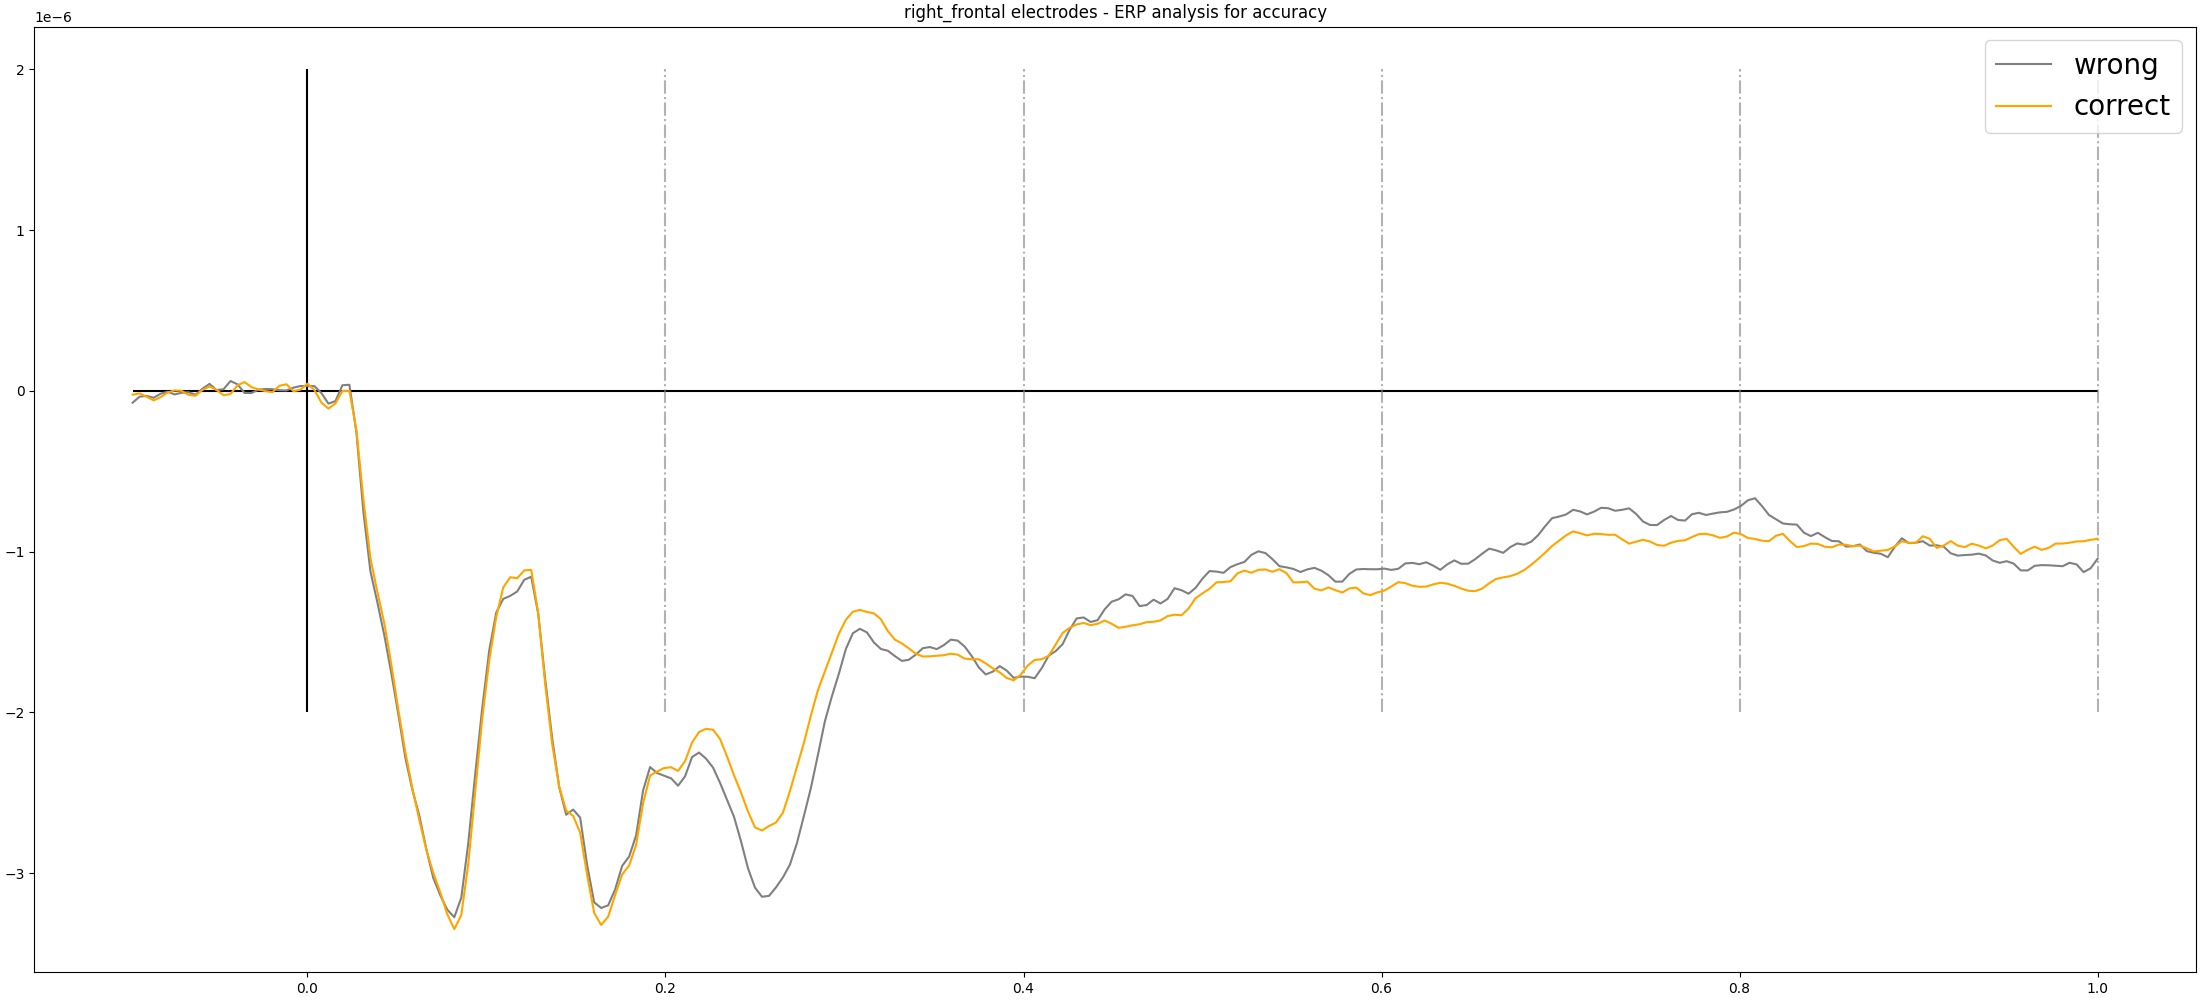 right_frontal electrodes - ERP analysis for accuracy
1e−6
wrong
correct
2
1
0
−1
−2
−3
0.0 0.2 0.4 0.6 0.8 1.0